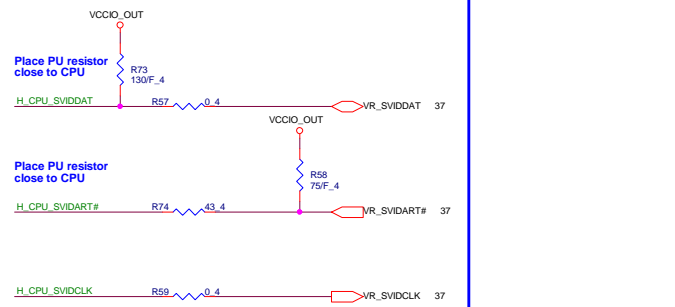 VCCIO_OUT
Place PU resistor
close to CPU
R73
130/F_4
H_CPU_SVIDDAT
R57
0_4
VR_SVIDDAT
37
VCCIO_OUT
Place PU resistor
close to CPU
R58
75/F_4
H_CPU_SVIDART#
R74
43_4
VR_SVIDART#
37
H_CPU_SVIDCLK
R59
0_4
VR_SVIDCLK
37